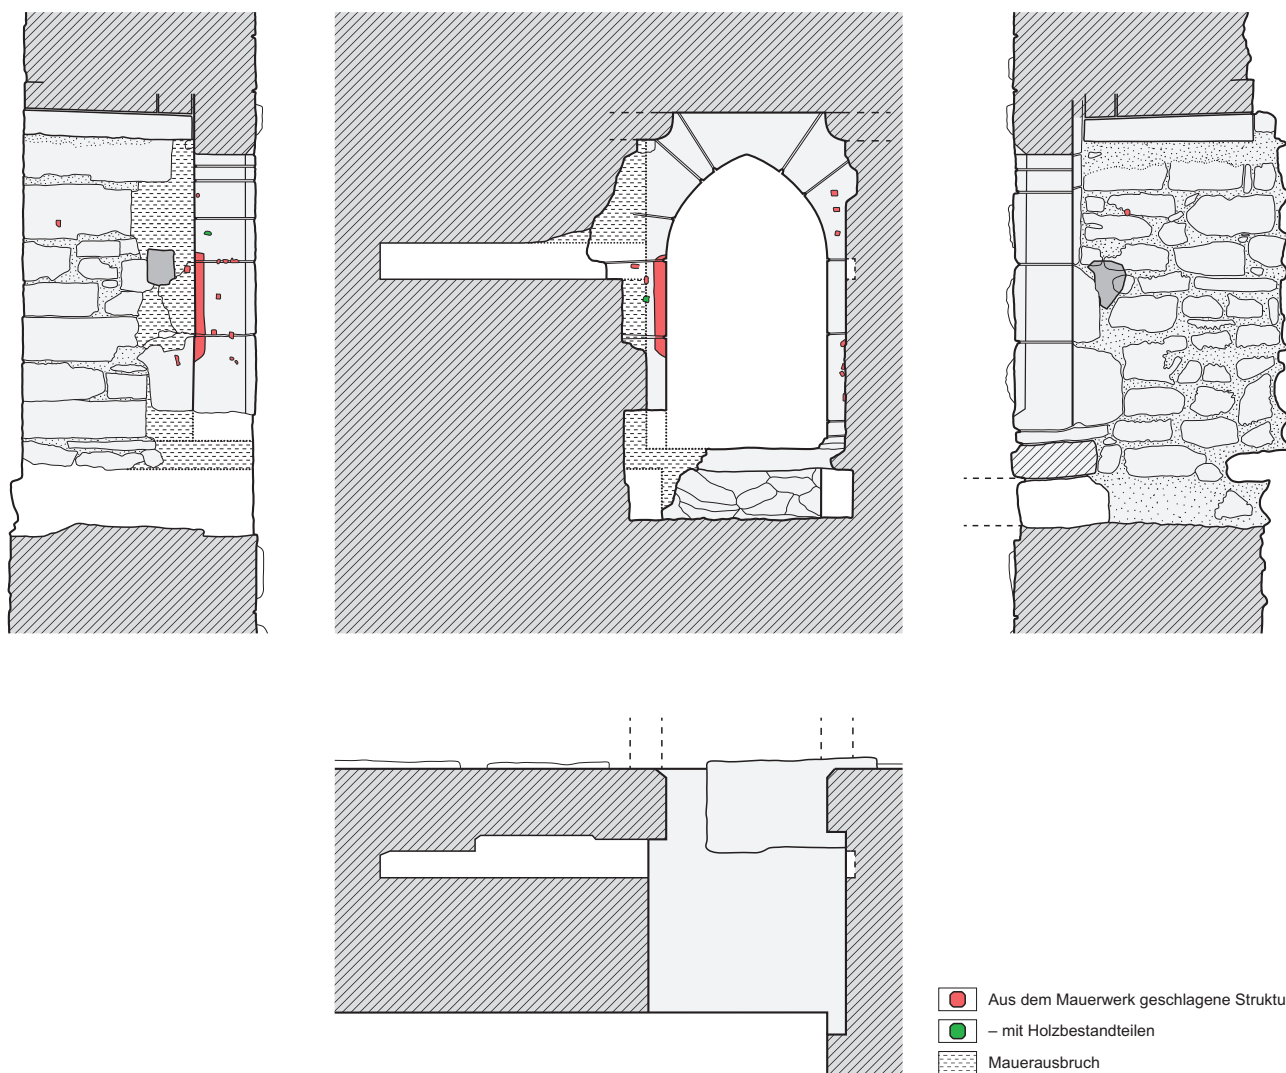 Aus dem Mauerwerk geschlagene Struktu
– mit Holzbestandteilen
Mauerausbruch